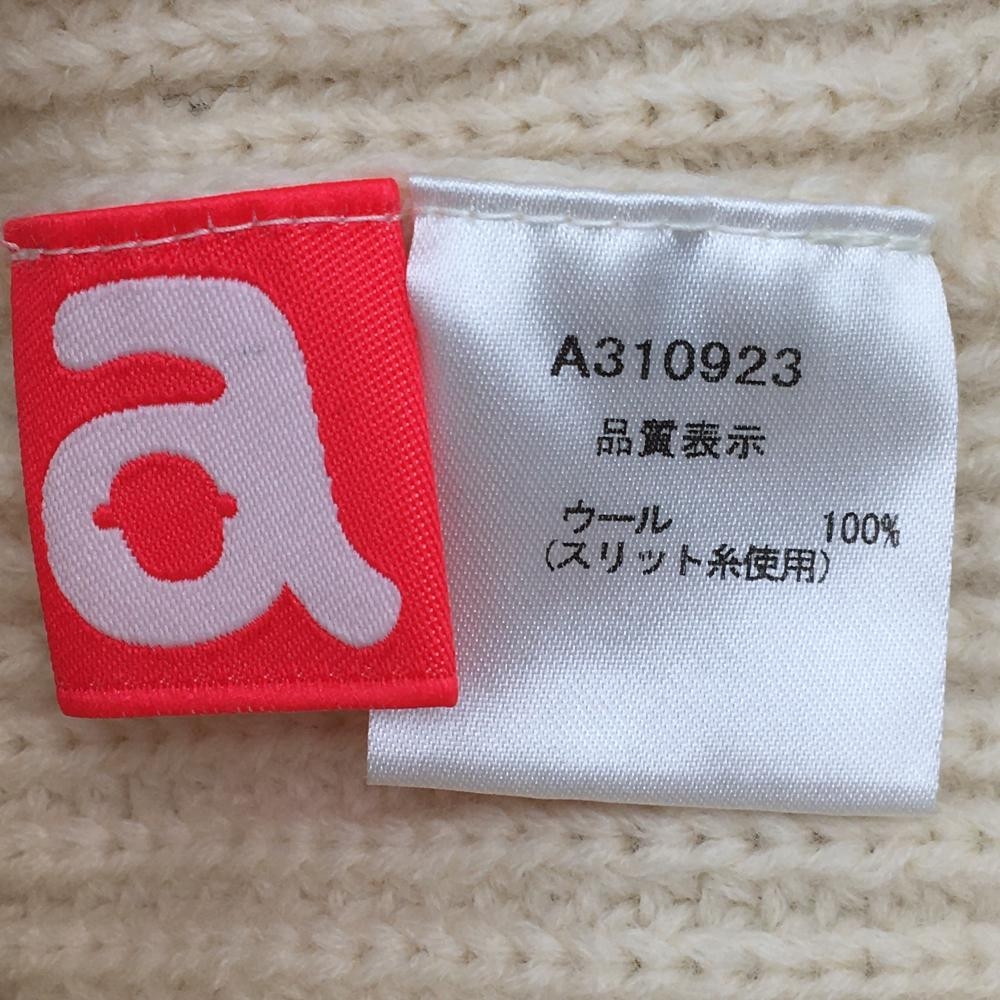 a
A310923
品質表示
ウール 100%
(スリット糸使用)